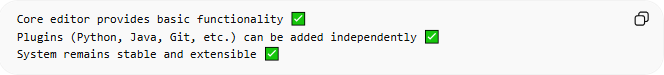 Core editor provides basic functionality ✅
Plugins (Python, Java, Git, etc.) can be added independently ✅
System remains stable and extensible ✅